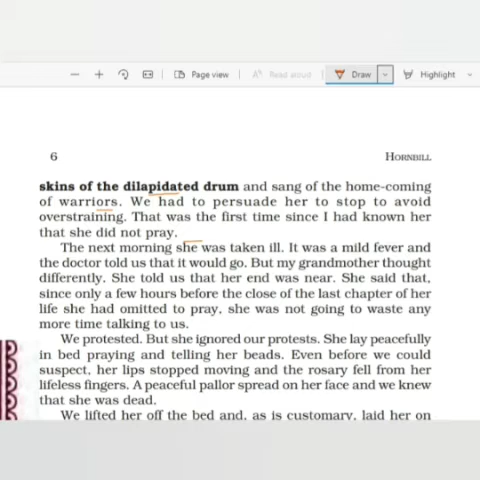 Page view
Read aloud
Draw
Highlight
6 HORNBILL
skins of the dilapidated drum and sang of the home-coming
of warriors. We had to persuade her to stop to avoid
overstraining. That was the first time since I had known her
that she did not pray.
The next morning she was taken ill. It was a mild fever and
the doctor told us that it would go. But my grandmother thought
differently. She told us that her end was near. She said that,
since only a few hours before the close of the last chapter of her
life she had omitted to pray, she was not going to waste any
more time talking to us.
We protested. But she ignored our protests. She lay peacefully
in bed praying and telling her beads. Even before we could
suspect, her lips stopped moving and the rosary fell from her
lifeless fingers. A peaceful pallor spread on her face and we knew
that she was dead.
We lifted her off the bed and, as is customary, laid her on